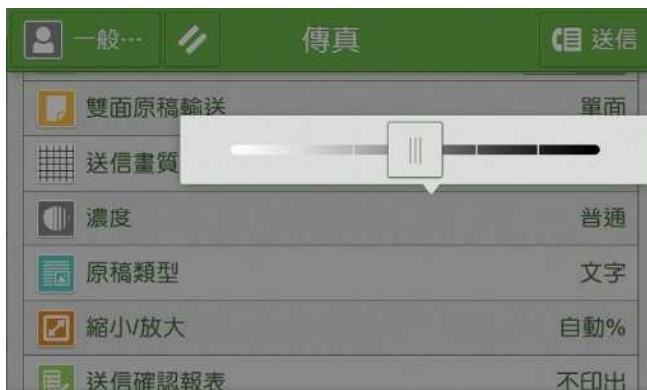 一般…
傳真
送信
雙面原稿輸送 單面
送信畫質
濃度 普通
原稿類型 文字
縮小/放大 自動%
送信確認報表 不印出